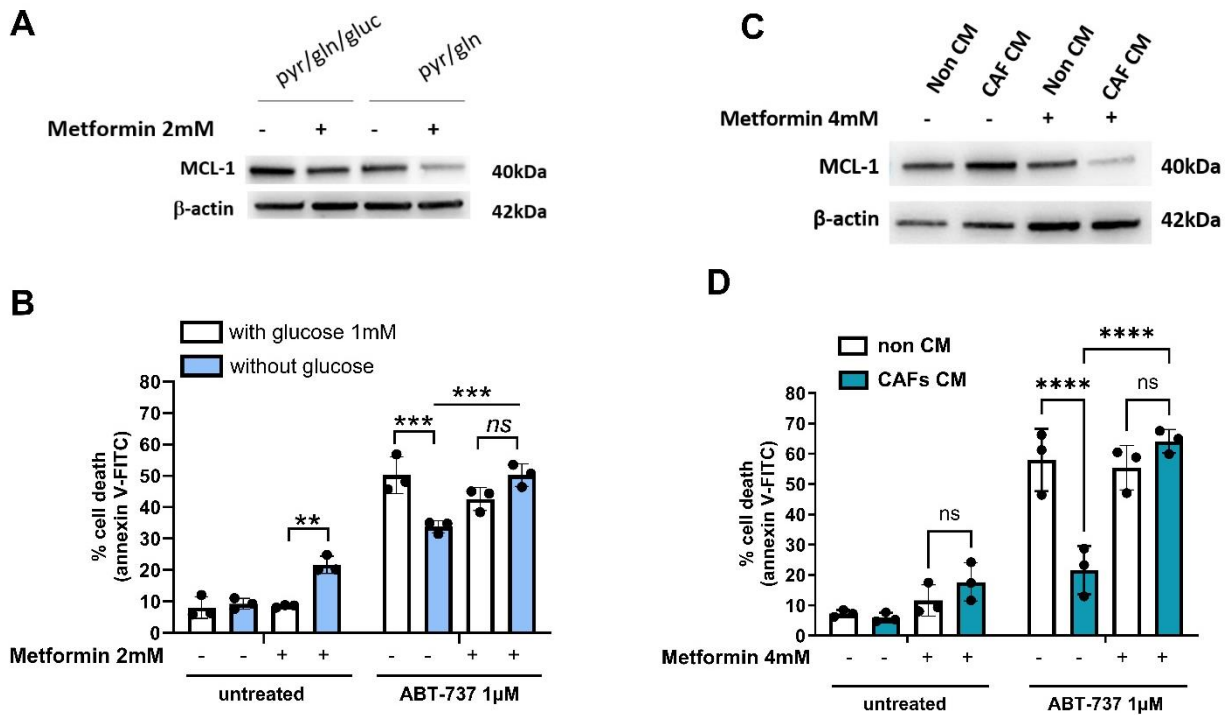 A
pyr/gln/gluc
pyr/gln
Metformin 2mM
- + - +
MCL-1
40kDa
β-actin
42kDa
B
with glucose 1mM
without glucose
% cell death
(annexin V-FITC)
80
70
60
50
40
30
20
10
0
**
***
***
ns
Metformin 2mM
- - + + - - + +
untreated
ABT-737 1µM
C
Non CM
CAF CM
Non CM
CAF CM
Metformin 4mM
- - + +
MCL-1
40kDa
β-actin
42kDa
D
non CM
CAFs CM
% cell death
(annexin V-FITC)
80
70
60
50
40
30
20
10
0
ns
****
****
ns
Metformin 4mM
- - + + - - + +
untreated
ABT-737 1µM